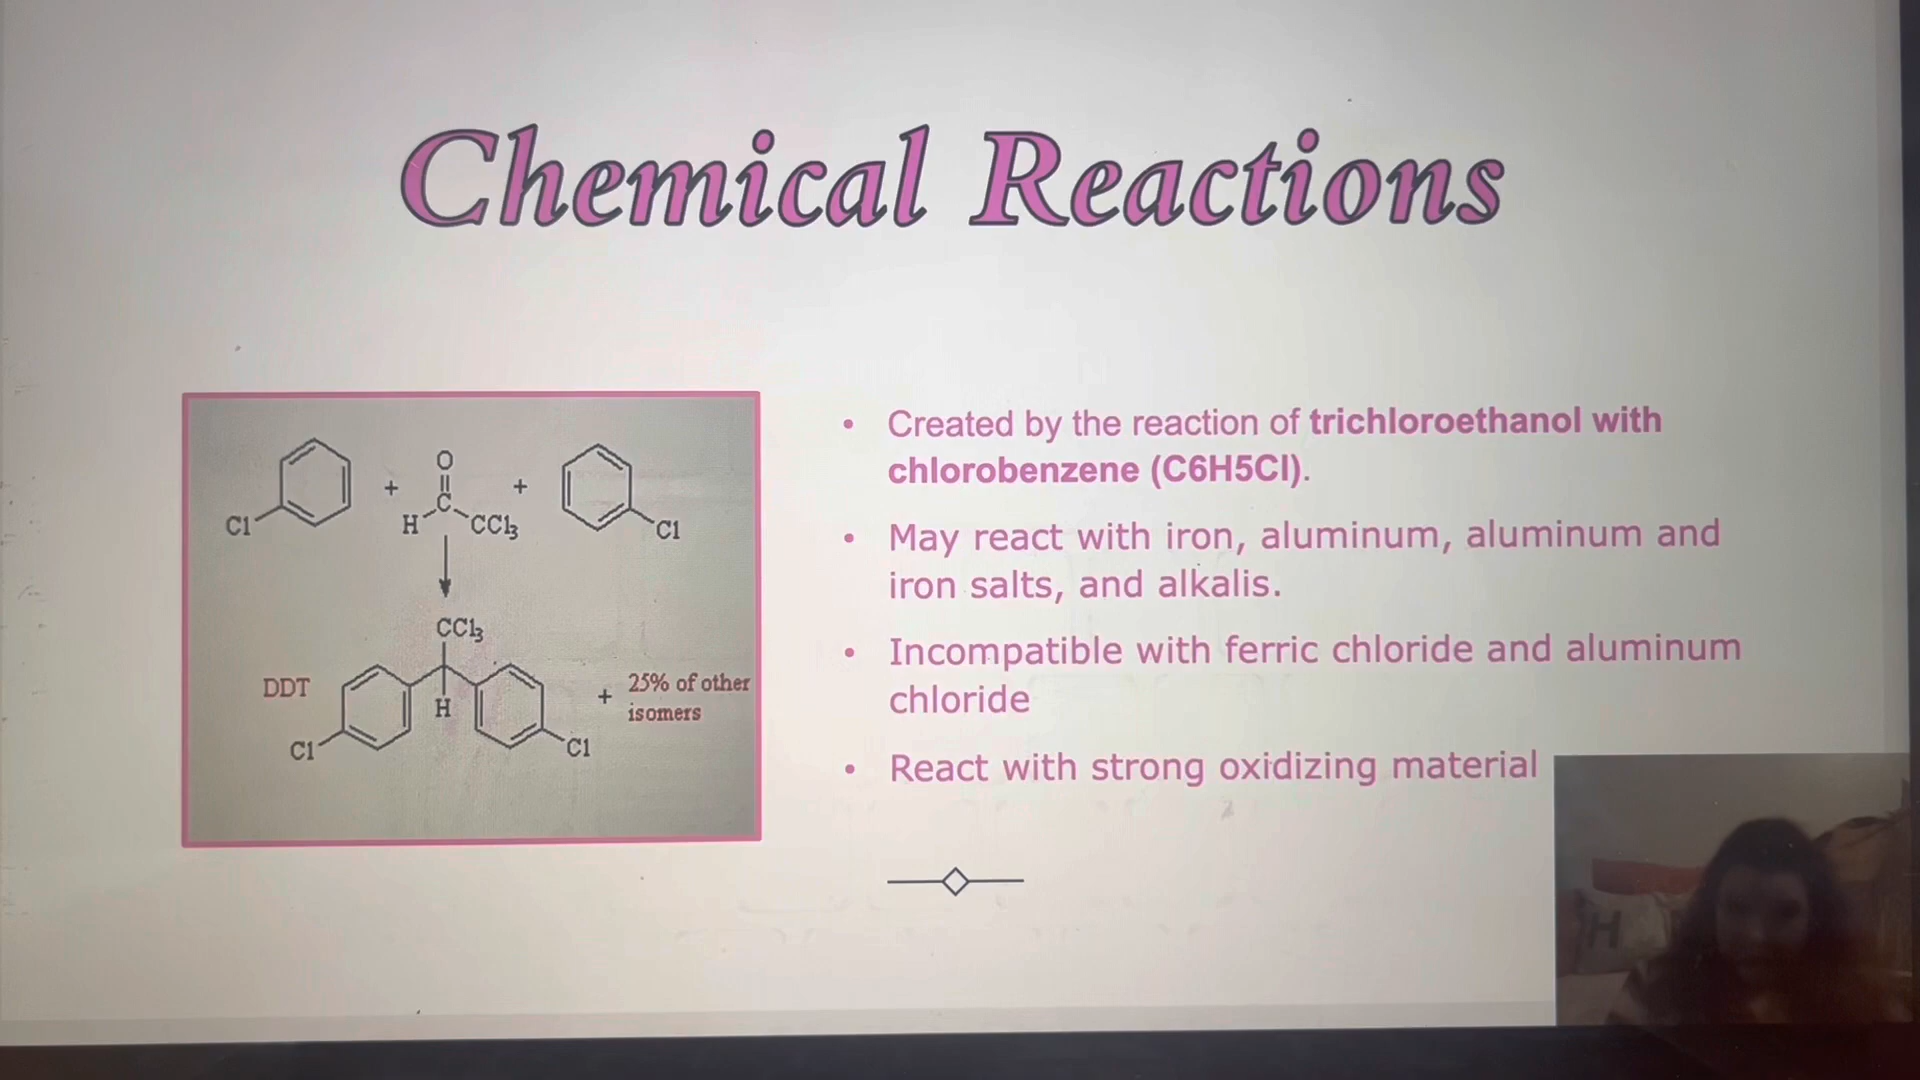 Chemical Reactions
Cl
+
O
C
H
CCl3
+
Cl
CCl3
DDT
H
Cl
Cl
+
25% of other
isomers
• Created by the reaction of trichloroethanol with
chlorobenzene (C6H5Cl).
• May react with iron, aluminum, aluminum and
iron salts, and alkalis.
• Incompatible with ferric chloride and aluminum
chloride
• React with strong oxidizing material
H